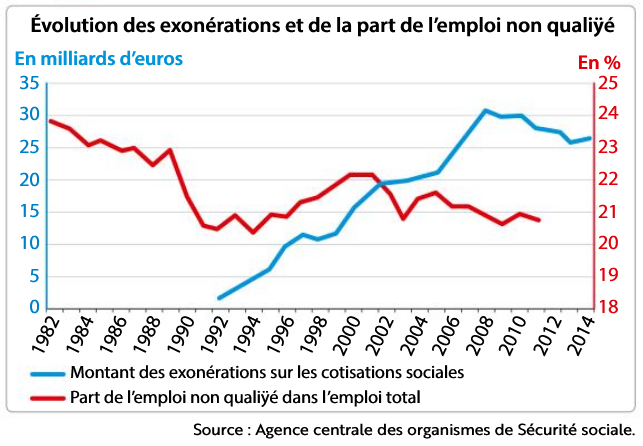 Évolution des exonérations et de la part de l'emploi non qualiÿé
En milliards d'euros
En %
35
30
25
20
15
10
5
0
25
24
23
22
21
20
19
18
1982 1984 1986 1988 1990 1992 1994 1996 1998 2000 2002 2004 2006 2008 2010 2012 2014
Montant des exonérations sur les cotisations sociales
Part de l'emploi non qualiÿé dans l'emploi total
Source : Agence centrale des organismes de Sécurité sociale.